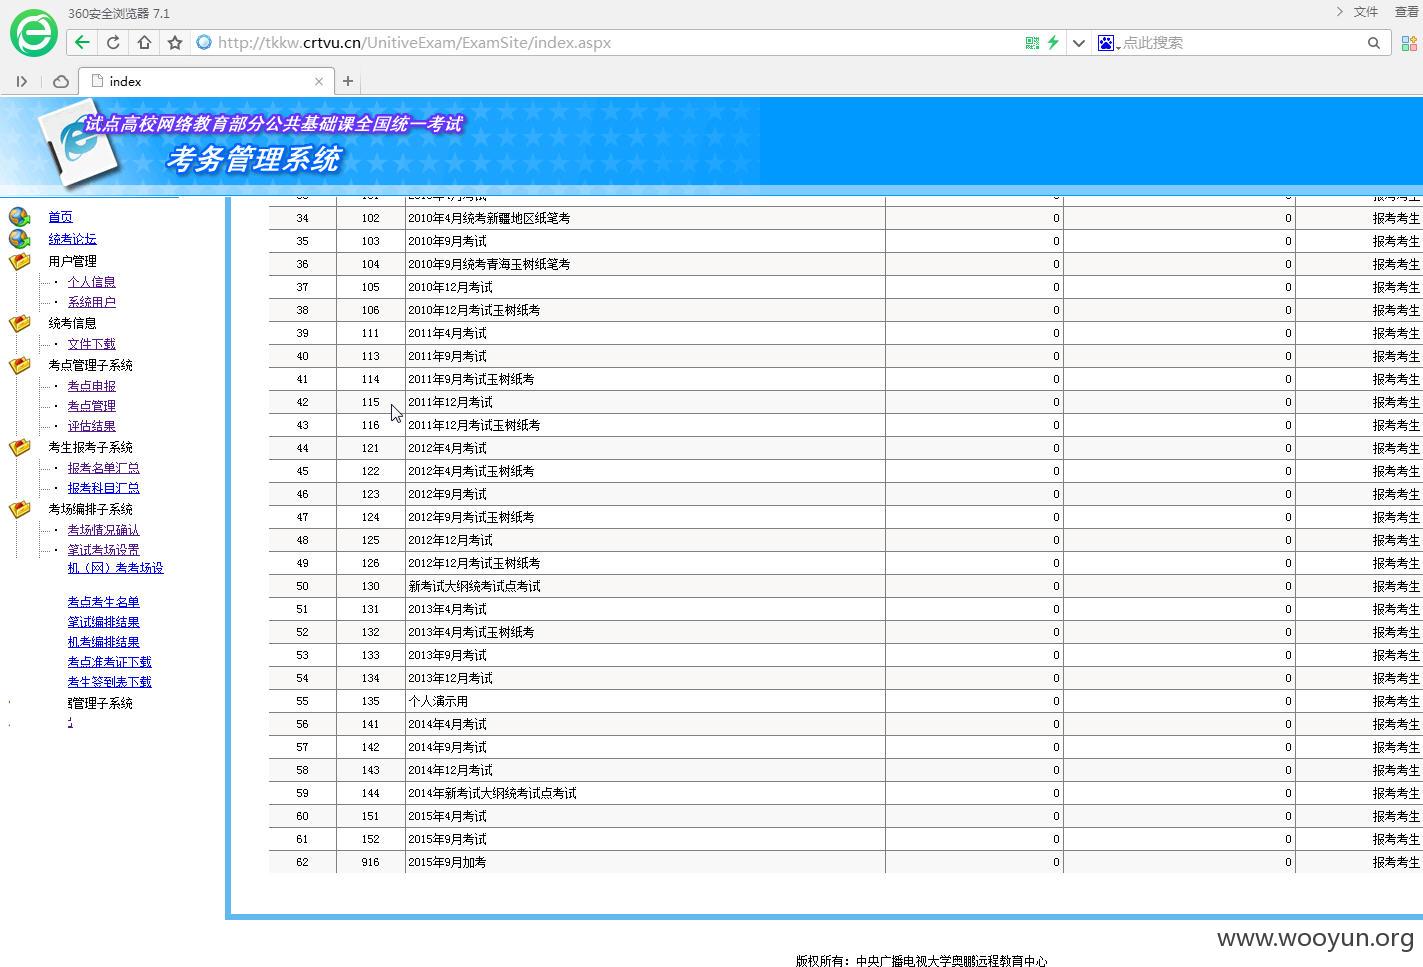 360安全浏览器 7.1
文件 查看
http://tkkw.crtvu.cn/UnitiveExam/ExamSite/index.aspx
点此搜索
index
试点高校网络教育部分公共基础课全国统一考试
考务管理系统
首页
统考论坛
用户管理
个人信息
系统用户
统考信息
文件下载
考点管理子系统
考点申报
考点管理
评估结果
考生报考子系统
报考名单汇总
报考科目汇总
考场编排子系统
考场情况确认
笔试考场设置
机（网）考考场设
考点考生名单
笔试编排结果
机考编排结果
考点准考证下载
考生签到表下载
管理子系统
34 102 2010年4月统考新疆地区纸笔考 0 0 报考考生
35 103 2010年9月考试 0 0 报考考生
36 104 2010年9月统考青海玉树纸笔考 0 0 报考考生
37 105 2010年12月考试 0 0 报考考生
38 106 2010年12月考试玉树纸考 0 0 报考考生
39 111 2011年4月考试 0 0 报考考生
40 113 2011年9月考试 0 0 报考考生
41 114 2011年9月考试玉树纸考 0 0 报考考生
42 115 2011年12月考试 0 0 报考考生
43 116 2011年12月考试玉树纸考 0 0 报考考生
44 121 2012年4月考试 0 0 报考考生
45 122 2012年4月考试玉树纸考 0 0 报考考生
46 123 2012年9月考试 0 0 报考考生
47 124 2012年9月考试玉树纸考 0 0 报考考生
48 125 2012年12月考试 0 0 报考考生
49 126 2012年12月考试玉树纸考 0 0 报考考生
50 130 新考试大纲统考试点考试 0 0 报考考生
51 131 2013年4月考试 0 0 报考考生
52 132 2013年4月考试玉树纸考 0 0 报考考生
53 133 2013年9月考试 0 0 报考考生
54 134 2013年12月考试 0 0 报考考生
55 135 个人演示用 0 0 报考考生
56 141 2014年4月考试 0 0 报考考生
57 142 2014年9月考试 0 0 报考考生
58 143 2014年12月考试 0 0 报考考生
59 144 2014年新考试大纲统考试点考试 0 0 报考考生
60 151 2015年4月考试 0 0 报考考生
61 152 2015年9月考试 0 0 报考考生
62 916 2015年9月加考 0 0 报考考生
www.wooyun.org
版权所有：中央广播电视大学奥鹏远程教育中心